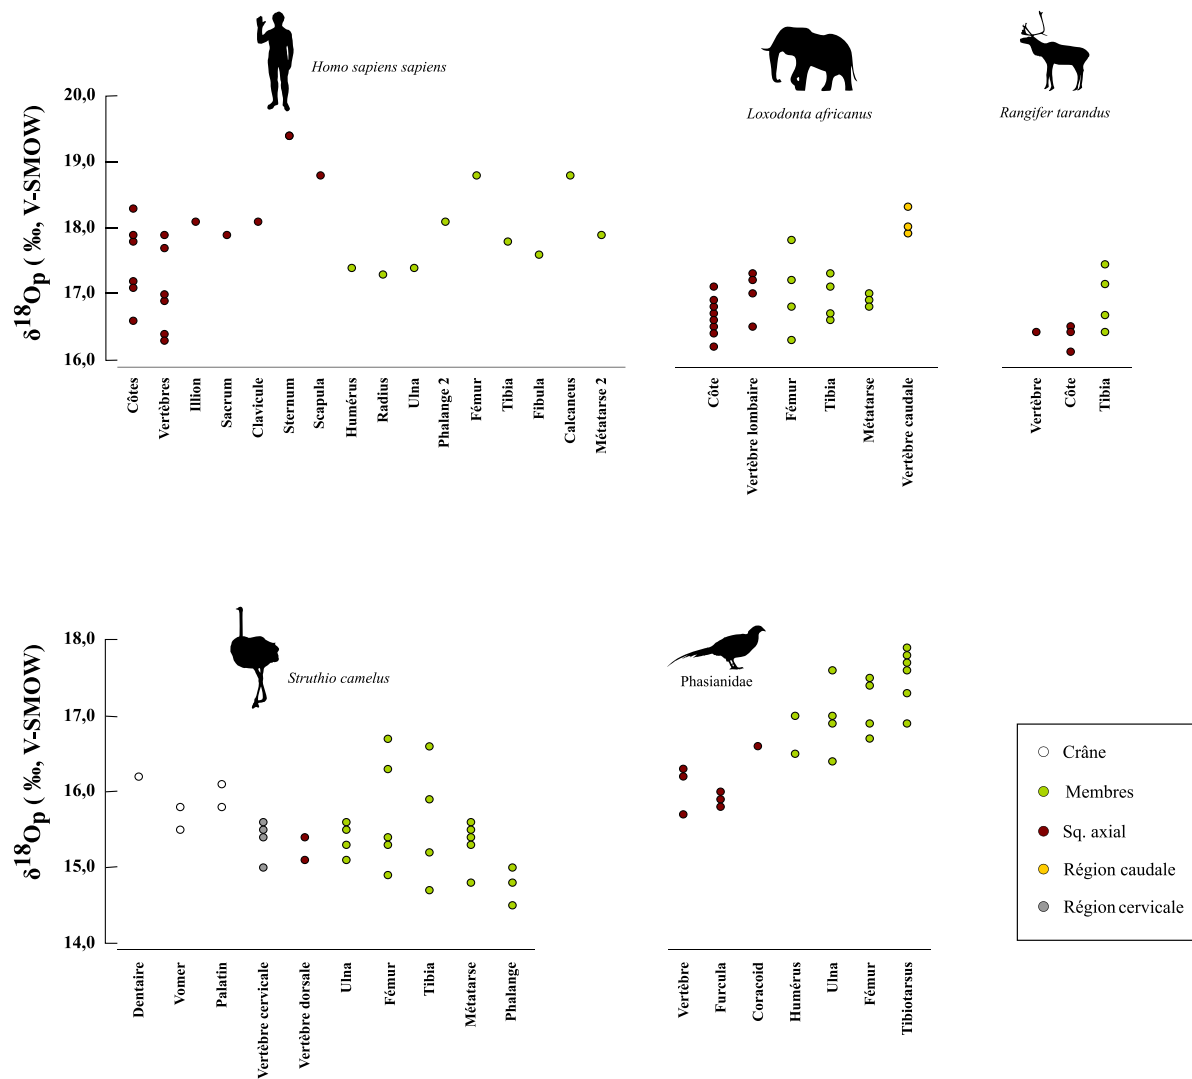 Homo sapiens sapiens
Loxodonta africanus
Rangifer tarandus
δ18Op ( ‰, V-SMOW)
20,0
19,0
18,0
17,0
16,0
Côtes
Vertèbres
Illion
Sacrum
Clavicule
Sternum
Scapula
Humérus
Radius
Ulna
Phalange 2
Fémur
Tibia
Fibula
Calcaneus
Métatarse 2
Côte
Vertèbre lombaire
Fémur
Tibia
Métatarse
Vertèbre caudale
Vertèbre
Côte
Tibia
Struthio camelus
Phasianidae
δ18Op ( ‰, V-SMOW)
18,0
17,0
16,0
15,0
14,0
Dentaire
Vomer
Palatin
Vertèbre cervicale
Vertèbre dorsale
Ulna
Fémur
Tibia
Métatarse
Phalange
Vertèbre
Furcula
Coracoid
Humérus
Ulna
Fémur
Tibiotarsus
Crâne
Membres
Sq. axial
Région caudale
Région cervicale